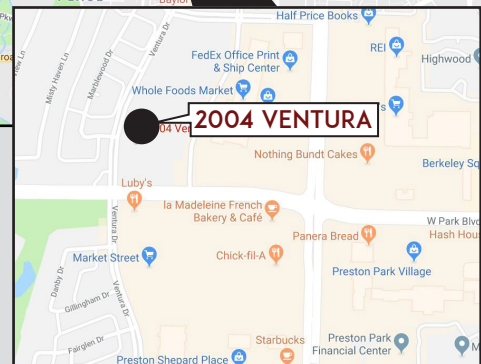 Half Price Books
REI
Highwood
FedEx Office Print
& Ship Center
Ventura Dr
Marblewood Dr
Misty Haven Ln
Whole Foods Market
2004 VENTURA
Nothing Bundt Cakes
Berkeley Sq
Luby's
la Madeleine French
Bakery & Café
W Park Blvd
Hash Hou
Panera Bread
Ventura Dr
Market Street
Chick-fil-A
Preston Park Village
Danby Dr
Gillingham Dr
Ventura Dr
Fairglen Dr
Starbucks
Preston Park
Financial Center
Preston Shepard Place